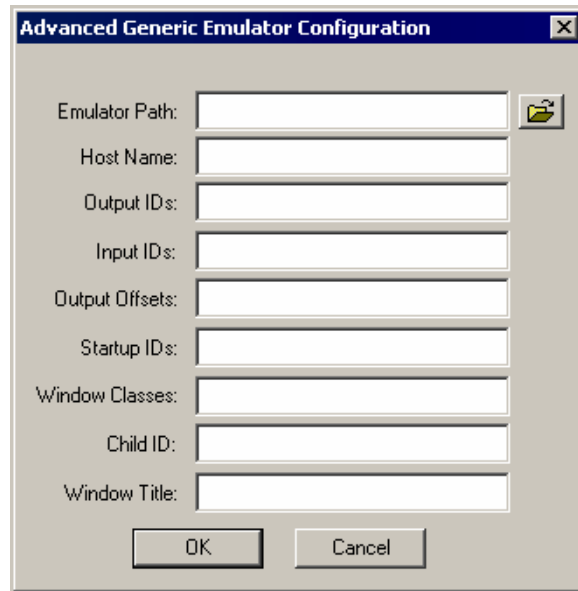 Advanced Generic Emulator Configuration
Emulator Path:
Host Name:
Output IDs:
Input IDs:
Output Offsets:
Startup IDs:
Window Classes:
Child ID:
Window Title:
OK
Cancel